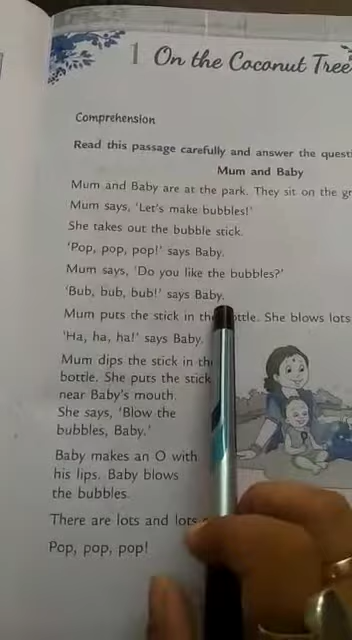 1 On the Coconut Tree
Comprehension
Read this passage carefully and answer the
Mum and Baby
Mum and Baby are at the park. They sit on the
Mum says, 'Let's make bubbles!'
She takes out the bubble stick.
'Pop, pop, pop!' says Baby.
Mum says, 'Do you like the bubbles?'
'Bub, bub, bub!' says Baby.
Mum puts the stick in the bottle. She blows lots
'Ha, ha, ha!' says Baby.
Mum dips the stick in the
bottle. She puts the stick
near Baby's mouth.
She says, 'Blow the
bubbles, Baby.'
Baby makes an O with
his lips. Baby blows
the bubbles.
There are lots and lots
Pop, pop, pop!